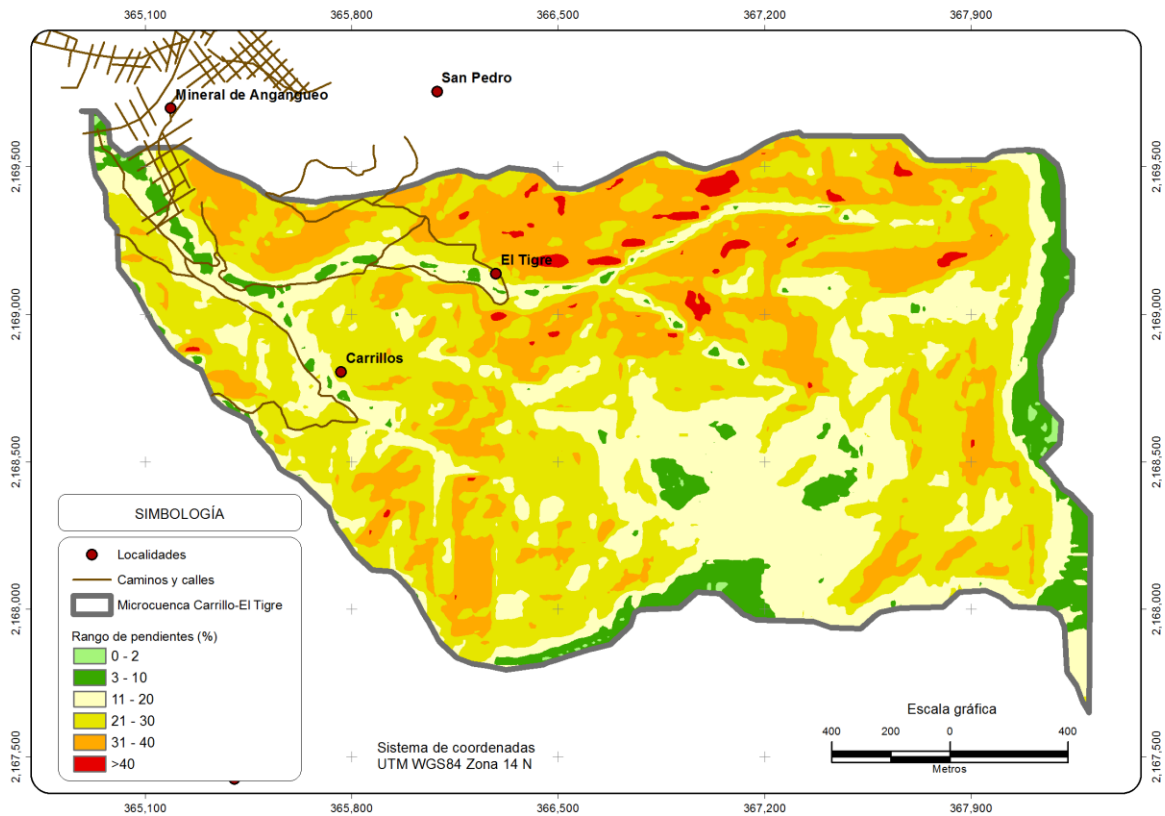 365,100 365,800 366,500 367,200 367,900
San Pedro
Mineral de Angangueo
2,169,500 2,169,500
El Tigre
2,169,000 2,169,000
Carrillos
2,168,500 2,168,500
SIMBOLOGÍA
Localidades
Caminos y calles
Microcuenca Carrillo-El Tigre
2,168,000 2,168,000
Rango de pendientes (%)
0 - 2
3 - 10
11 - 20
21 - 30
31 - 40
>40
Escala gráfica
400 200 0 400
Metros
Sistema de coordenadas
UTM WGS84 Zona 14 N
2,167,500 2,167,500
365,100 365,800 366,500 367,200 367,900